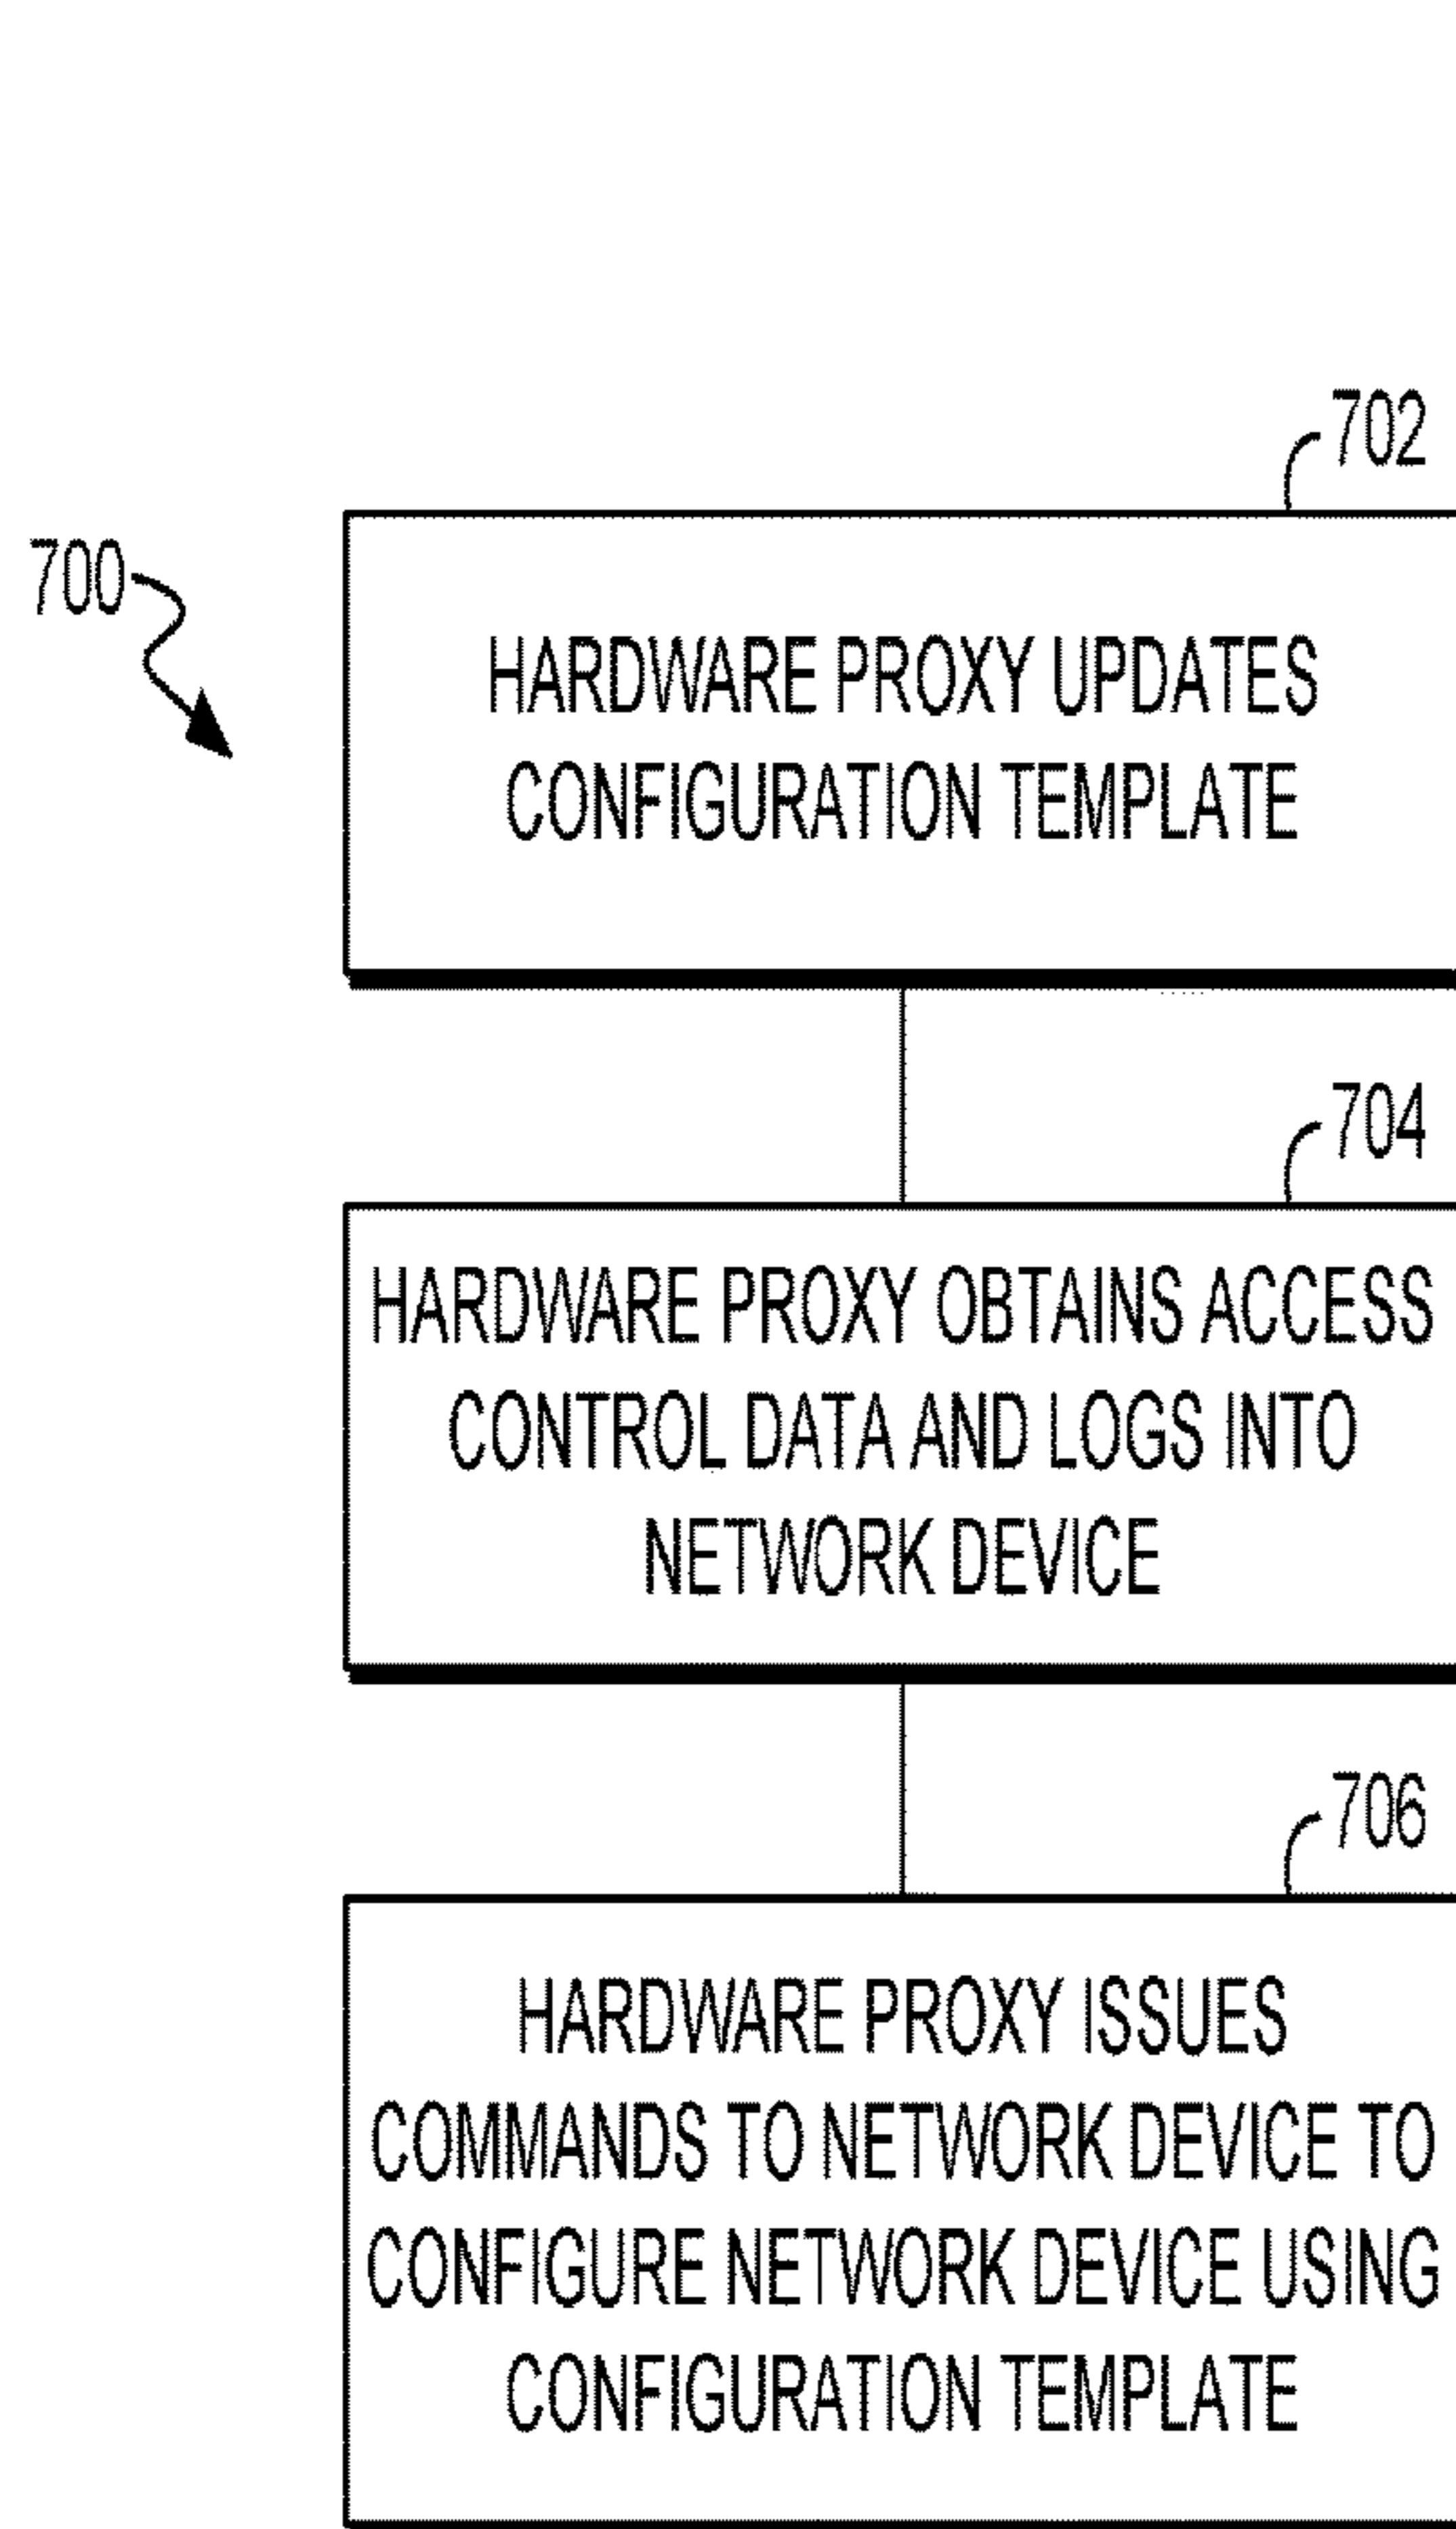 702
700
HARDWARE PROXY UPDATES
CONFIGURATION TEMPLATE
704
HARDWARE PROXY OBTAINS ACCESS
CONTROL DATA AND LOGS INTO
NETWORK DEVICE
706
HARDWARE PROXY ISSUES
COMMANDS TO NETWORK DEVICE TO
CONFIGURE NETWORK DEVICE USING
CONFIGURATION TEMPLATE